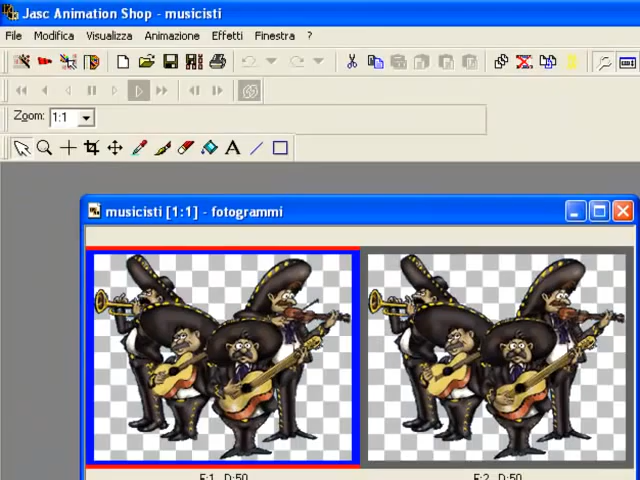 Jasc Animation Shop - musicisti
File Modifica Visualizza Animazione Effetti Finestra ?
Zoom: 1:1
A
musicisti [1:1] - fotogrammi
F:1 D:50 F:2 D:50